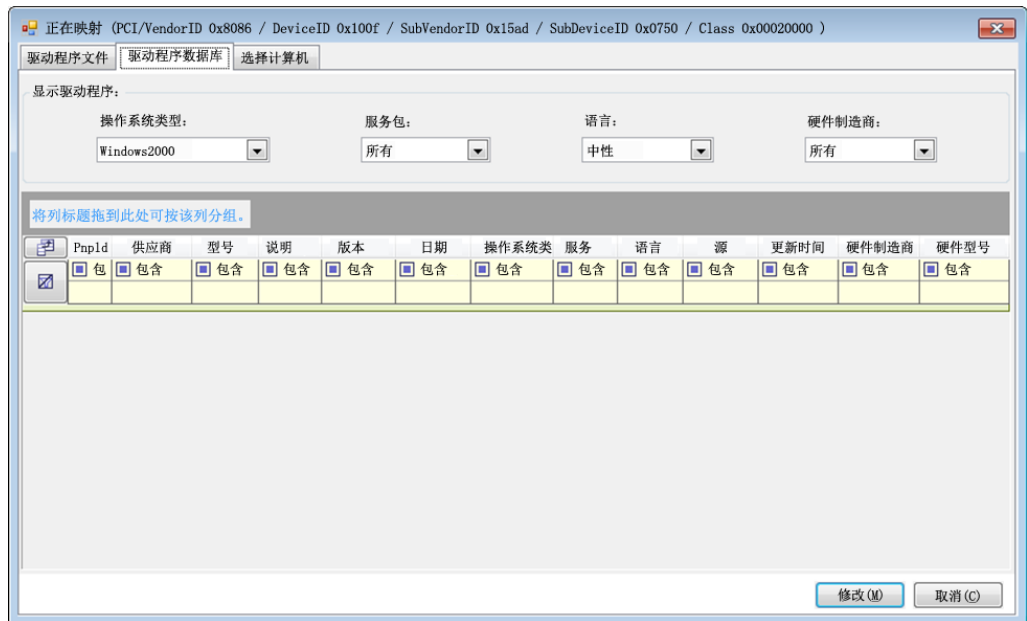 正在映射 (PCI/VendorID 0x8086 / DeviceID 0x100f / SubVendorID 0x15ad / SubDeviceID 0x0750 / Class 0x00020000 )
驱动程序文件 驱动程序数据库 选择计算机
显示驱动程序:
操作系统类型: 服务包: 语言: 硬件制造商:
Windows2000 所有 中性 所有
将列标题拖到此处可按该列分组。
PnpId 供应商 型号 说明 版本 日期 操作系统类 服务 语言 源 更新时间 硬件制造商 硬件型号
包 包含 包含 包含 包含 包含 包含 包含 包含 包含 包含 包含 包含
修改(M) 取消(C)